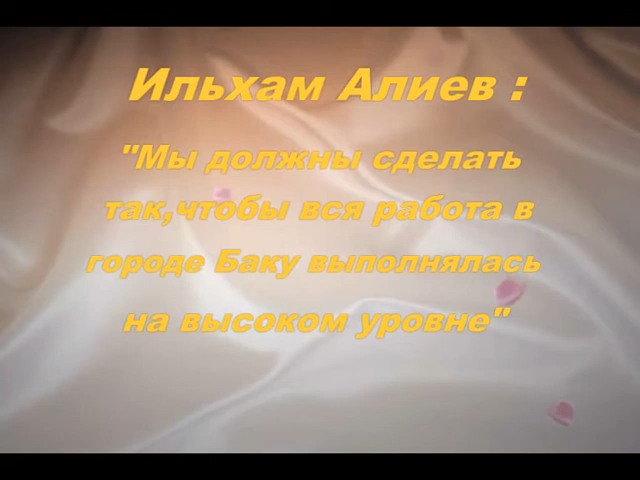 Ильхам Алиев :
"Мы должны сделать
так,чтобы вся работа в
городе Баку выполнялась
на высоком уровне"